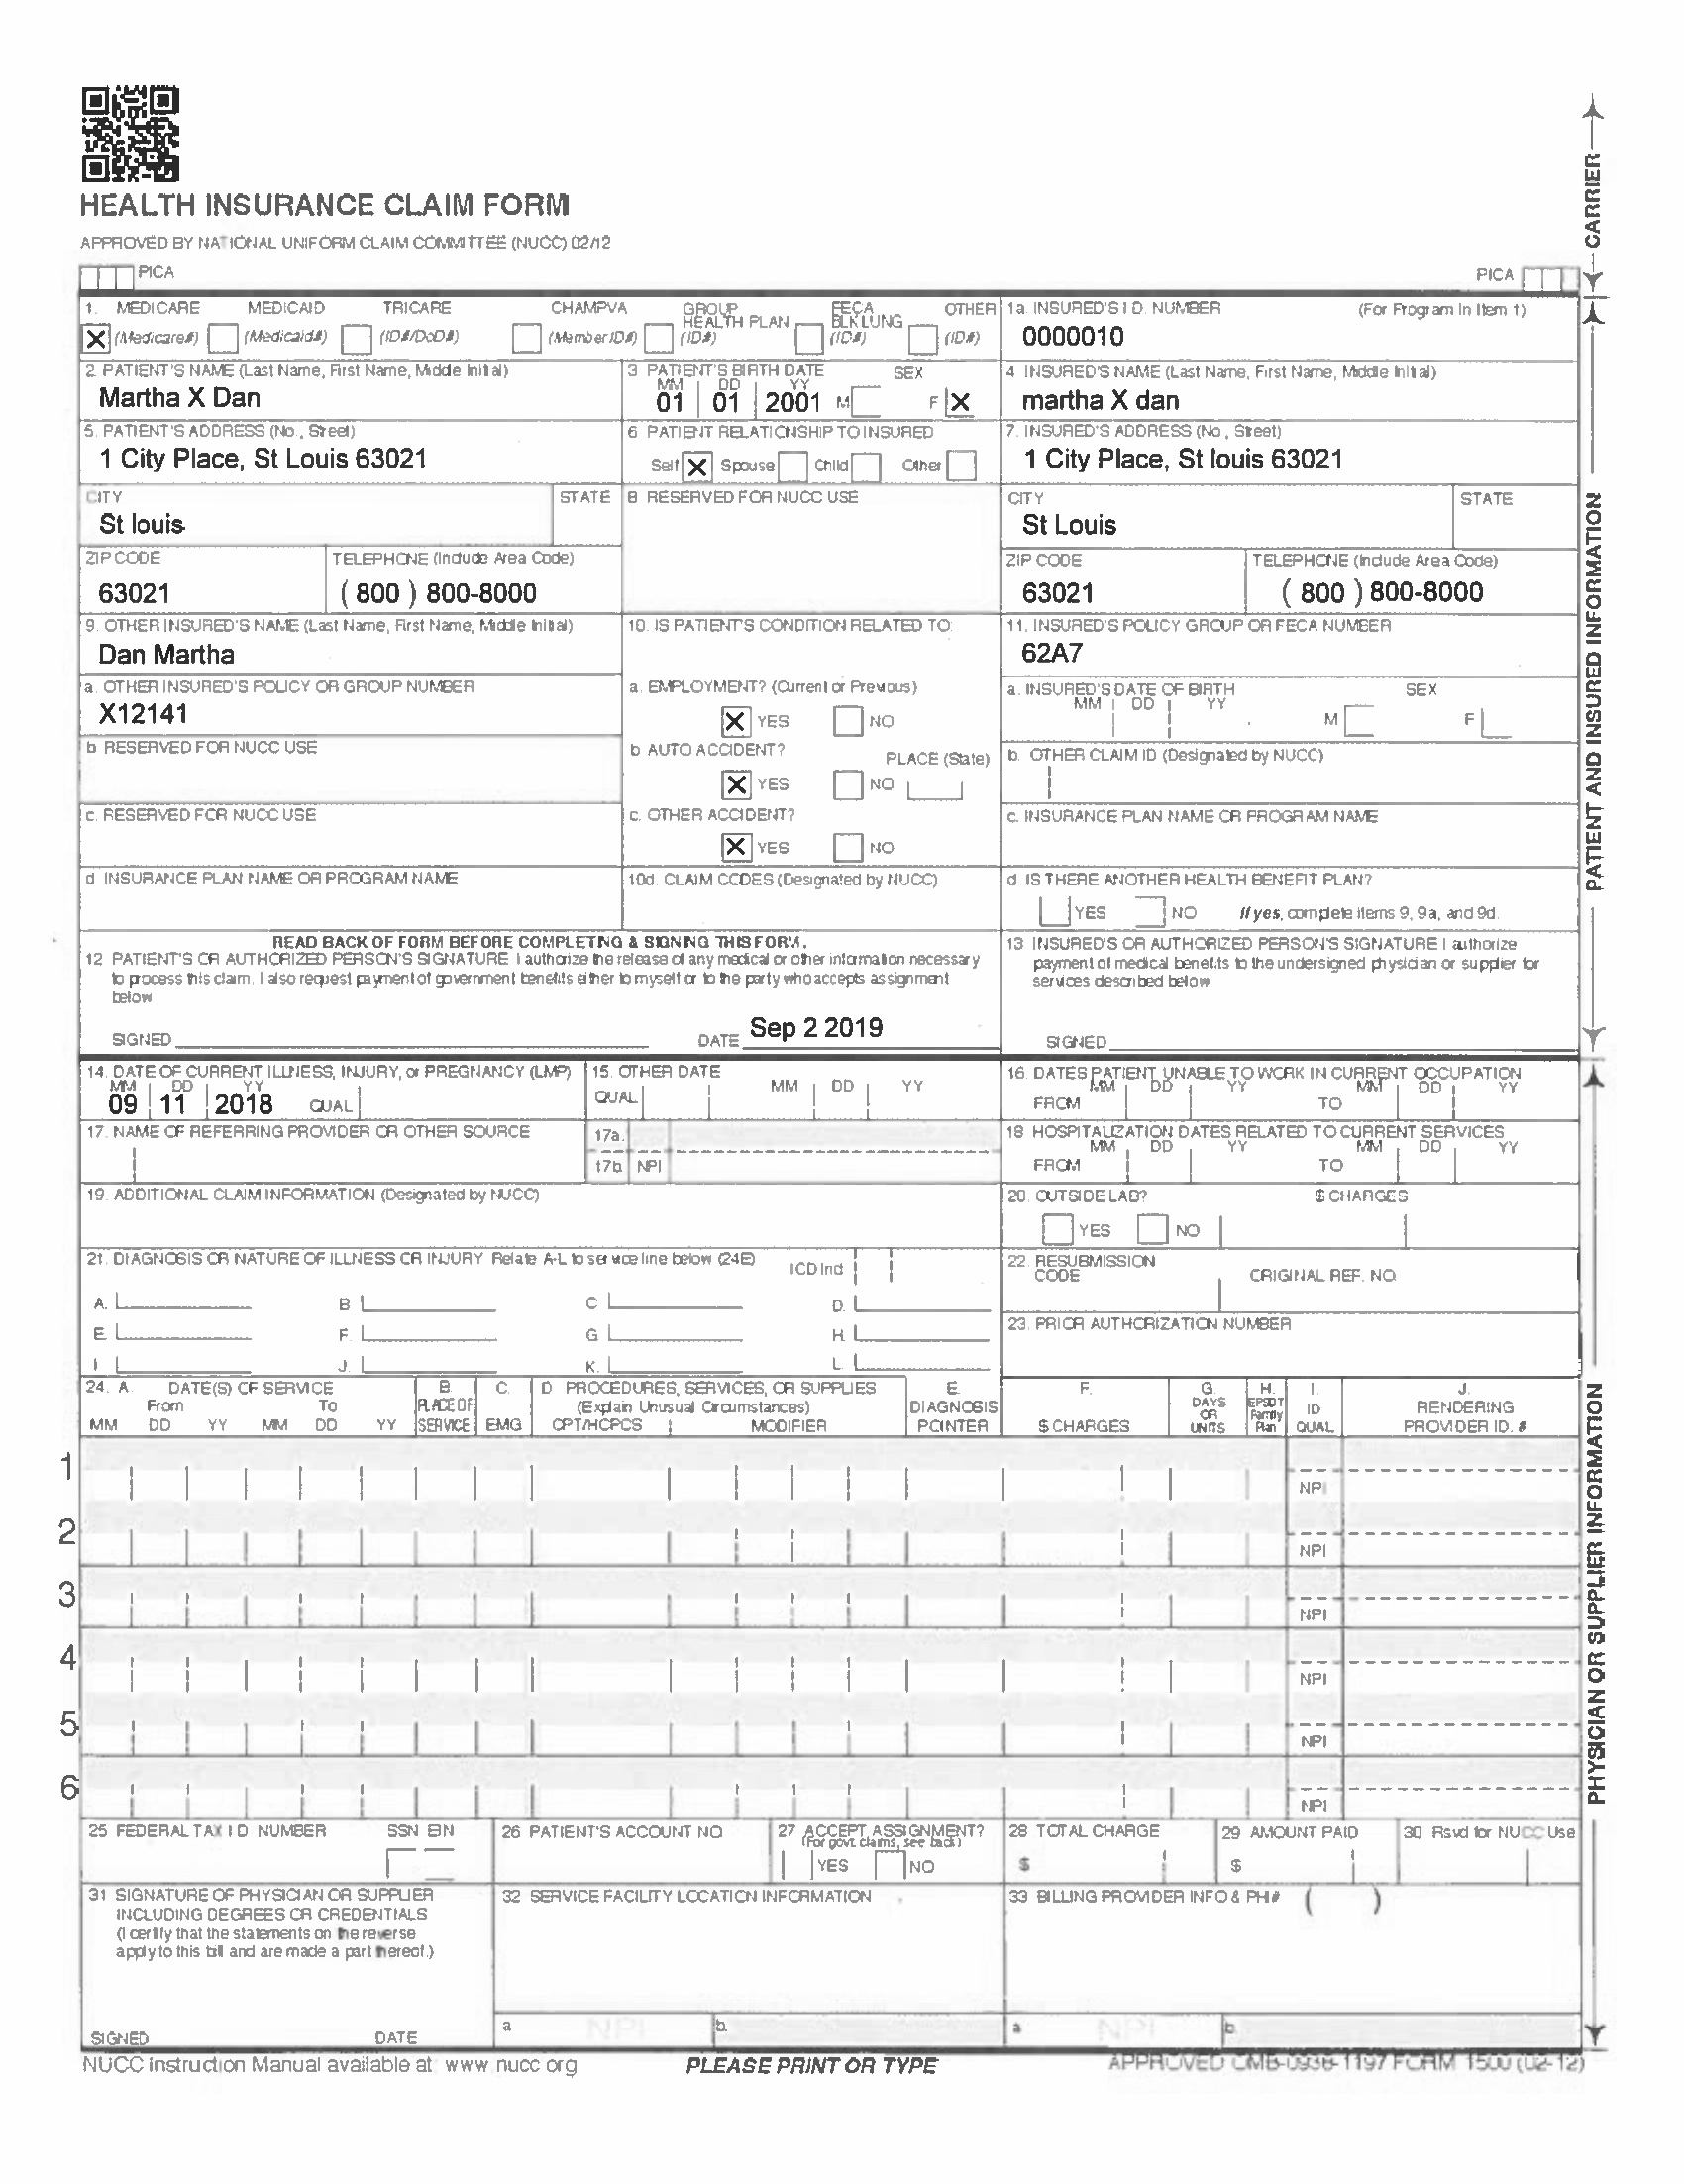 HEALTH INSURANCE CLAIM FORM
APPROVED BY NATIONAL UNIFORM CLAIM COMMITTEE (NUCC) 02/12
PICA
PICA
CARRIER
1. MEDICARE MEDICAID TRICARE CHAMPVA GROUP HEALTH PLAN FECA BLK LUNG OTHER
X (Medicare#) (Medicaid#) (ID#/DoD#) (Member ID#) (ID#) (ID#) (ID#)
1a. INSURED'S I D. NUMBER (For Program in Item 1)
0000010
2. PATIENT'S NAME (Last Name, First Name, Middle Initial)
Martha X Dan
3 PATIENT'S BIRTH DATE SEX
MM DD YY
01 01 2001 M F X
4 INSURED'S NAME (Last Name, First Name, Middle Initial)
martha X dan
5. PATIENT'S ADDRESS (No., Street)
1 City Place, St Louis 63021
6 PATIENT RELATIONSHIP TO INSURED
Self X Spouse Child Other
7. INSURED'S ADDRESS (No., Street)
1 City Place, St louis 63021
CITY STATE
St louis
8 RESERVED FOR NUCC USE
CITY STATE
St Louis
ZIP CODE TELEPHONE (Include Area Code)
63021 ( 800 ) 800-8000
ZIP CODE TELEPHONE (Include Area Code)
63021 ( 800 ) 800-8000
9. OTHER INSURED'S NAME (Last Name, First Name, Middle Initial)
Dan Martha
10. IS PATIENT'S CONDITION RELATED TO:
11. INSURED'S POLICY GROUP OR FECA NUMBER
62A7
a. OTHER INSURED'S POLICY OR GROUP NUMBER
X12141
a. EMPLOYMENT? (Current or Previous)
X YES NO
a. INSURED'S DATE OF BIRTH SEX
MM DD YY M F
b RESERVED FOR NUCC USE
b AUTO ACCIDENT? PLACE (State)
X YES NO
b. OTHER CLAIM ID (Designated by NUCC)
c. RESERVED FOR NUCC USE
c. OTHER ACCIDENT?
X YES NO
c. INSURANCE PLAN NAME OR PROGRAM NAME
d INSURANCE PLAN NAME OR PROGRAM NAME
10d. CLAIM CODES (Designated by NUCC)
d. IS THERE ANOTHER HEALTH BENEFIT PLAN?
YES NO If yes, complete items 9, 9a, and 9d.
PATIENT AND INSURED INFORMATION
READ BACK OF FORM BEFORE COMPLETING & SIGNING THIS FORM.
12 PATIENT'S OR AUTHORIZED PERSON'S SIGNATURE I authorize the release of any medical or other information necessary
to process this claim. I also request payment of government benefits either to myself or to the party who accepts assignment
below
SIGNED DATE Sep 2 2019
13 INSURED'S OR AUTHORIZED PERSON'S SIGNATURE I authorize
payment of medical benefits to the undersigned physician or supplier for
services described below
SIGNED
14. DATE OF CURRENT ILLNESS, INJURY, or PREGNANCY (LMP)
MM DD YY
09 11 2018 QUAL
15. OTHER DATE
QUAL MM DD YY
16. DATES PATIENT UNABLE TO WORK IN CURRENT OCCUPATION
MM DD YY MM DD YY
FROM TO
17. NAME OF REFERRING PROVIDER OR OTHER SOURCE
17a.
17b NPI
18 HOSPITALIZATION DATES RELATED TO CURRENT SERVICES
MM DD YY MM DD YY
FROM TO
19. ADDITIONAL CLAIM INFORMATION (Designated by NUCC)
20. OUTSIDE LAB? $ CHARGES
YES NO
21. DIAGNOSIS OR NATURE OF ILLNESS OR INJURY Relate A-L to service line below (24E) ICD Ind
A. B C D.
E F. G H.
I J. K. L.
22. RESUBMISSION
CODE ORIGINAL REF. NO.
23. PRIOR AUTHORIZATION NUMBER
24. A. DATE(S) OF SERVICE
From To
MM DD YY MM DD YY
B. PLACE OF SERVICE
C. EMG
D PROCEDURES, SERVICES, OR SUPPLIES
(Explain Unusual Circumstances)
CPT/HCPCS MODIFIER
E. DIAGNOSIS POINTER
F. $ CHARGES
G. DAYS OR UNITS
H. EPSDT Family Plan
I. ID QUAL
J. RENDERING PROVIDER ID. #
1 NPI
2 NPI
3 NPI
4 NPI
5 NPI
6 NPI
PHYSICIAN OR SUPPLIER INFORMATION
25 FEDERAL TAX I D NUMBER SSN EIN
26 PATIENT'S ACCOUNT NO
27 ACCEPT ASSIGNMENT?
(For govt. claims, see back)
YES NO
28 TOTAL CHARGE
$
29 AMOUNT PAID
$
30 Rsvd for NUCC Use
31 SIGNATURE OF PHYSICIAN OR SUPPLIER
INCLUDING DEGREES OR CREDENTIALS
(I certify that the statements on the reverse
apply to this bill and are made a part thereof.)
SIGNED DATE
32 SERVICE FACILITY LOCATION INFORMATION
a NPI b.
33 BILLING PROVIDER INFO & PH# ( )
a NPI b
NUCC Instruction Manual available at: www nucc org
PLEASE PRINT OR TYPE
APPROVED OMB-0938-1197 FORM 1500 (02-12)